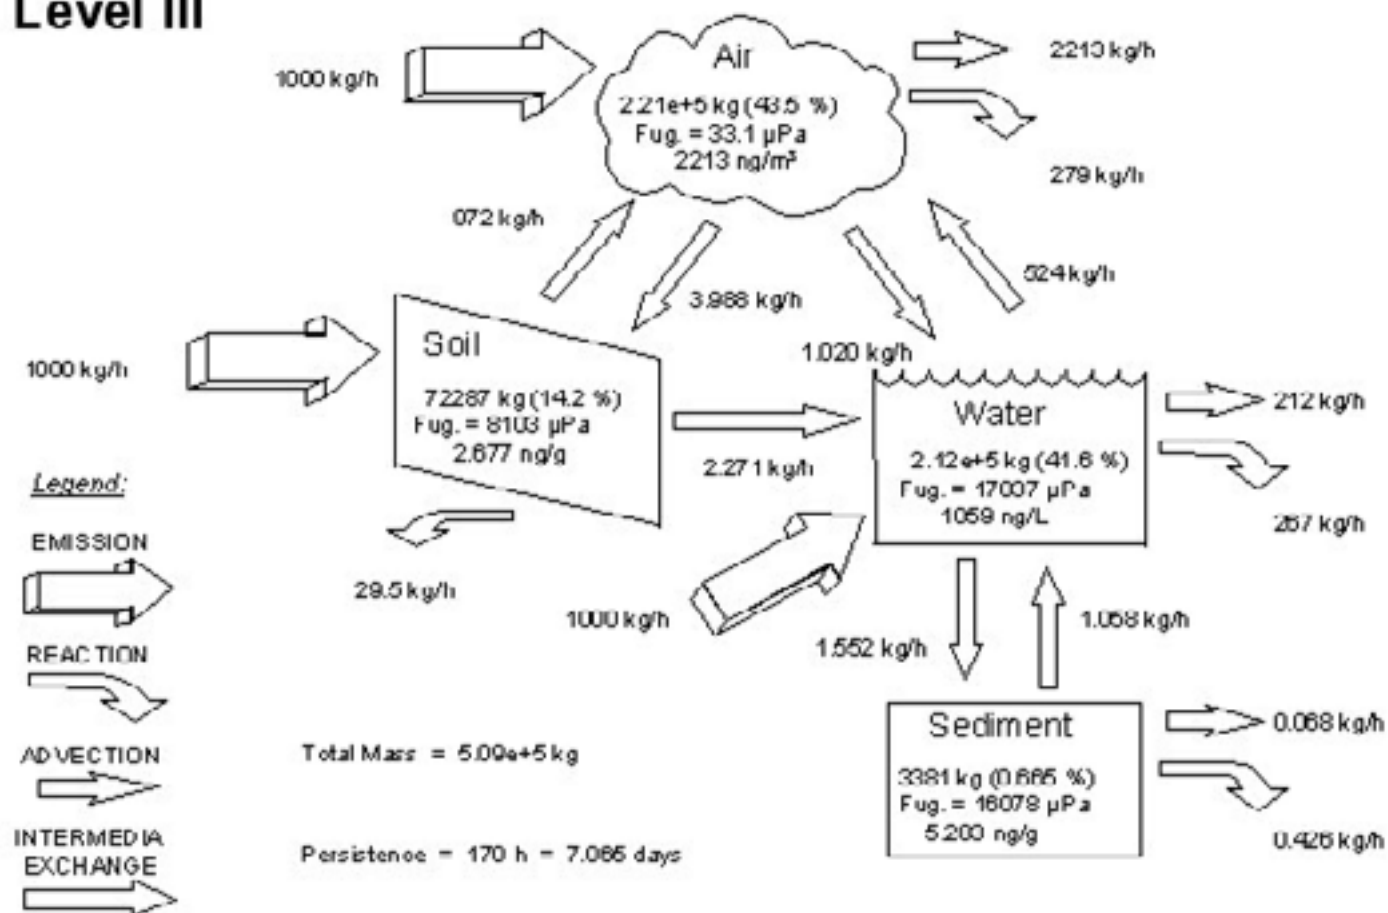 Level III
Air
2.21e+5 kg (43.5 %)
Fug. = 33.1 µPa
2213 ng/m³
1000 kg/h
2213 kg/h
279 kg/h
972 kg/h
3.988 kg/h
1.020 kg/h
524 kg/h
1000 kg/h
Soil
72287 kg (14.2 %)
Fug. = 8103 µPa
2.677 ng/g
2.271 kg/h
29.5 kg/h
1000 kg/h
Water
2.12e+5 kg (41.6 %)
Fug. = 17007 µPa
1059 ng/L
212 kg/h
267 kg/h
1.552 kg/h
1.058 kg/h
Sediment
3381 kg (0.665 %)
Fug. = 16078 µPa
5.200 ng/g
0.068 kg/h
0.426 kg/h
Legend:
EMISSION
REACTION
ADVECTION
INTERMEDIA
EXCHANGE
Total Mass = 5.09e+5 kg
Persistence = 170 h = 7.065 days